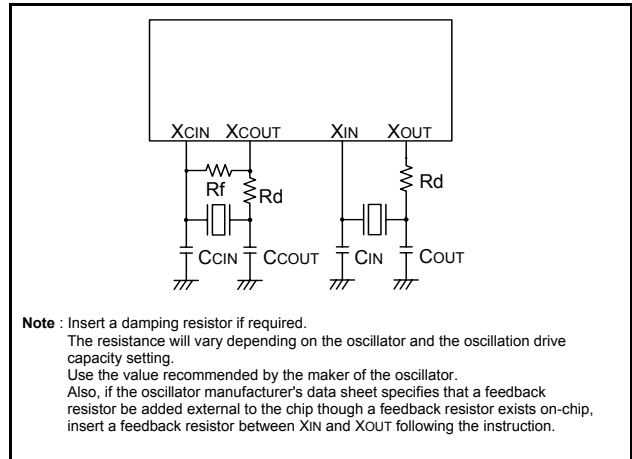 XCIN XCOUT XIN XOUT
Rf Rd Rd
CCIN CCOUT CIN COUT
Note : Insert a damping resistor if required.
The resistance will vary depending on the oscillator and the oscillation drive
capacity setting.
Use the value recommended by the maker of the oscillator.
Also, if the oscillator manufacturer's data sheet specifies that a feedback
resistor be added external to the chip though a feedback resistor exists on-chip,
insert a feedback resistor between XIN and XOUT following the instruction.